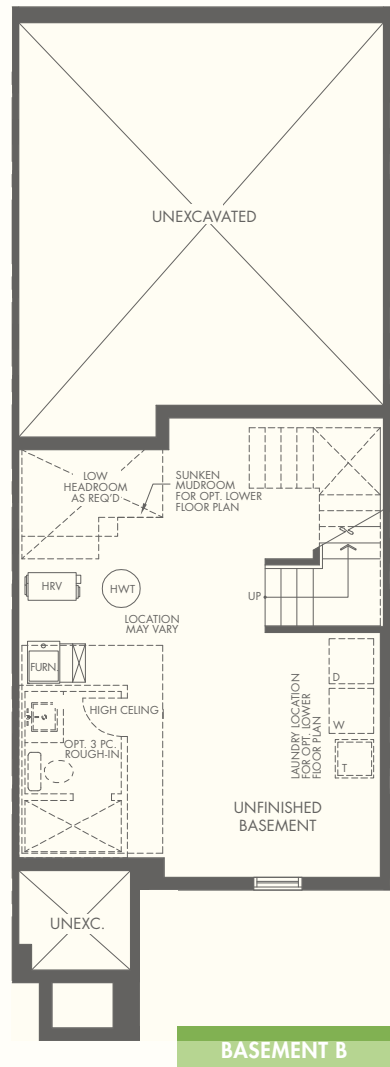 UNEXCAVATED
LOW
HEADROOM
AS REQ'D
SUNKEN
MUDROOM
FOR OPT. LOWER
FLOOR PLAN
HRV
HWT
LOCATION
MAY VARY
UP
FURN.
HIGH CELING
OPT. 3 PC.
ROUGH-IN
LAUNDRY LOCATION
FOR OPT. LOWER
FLOOR PLAN
D
W
T
UNFINISHED
BASEMENT
UNEXC.
BASEMENT B